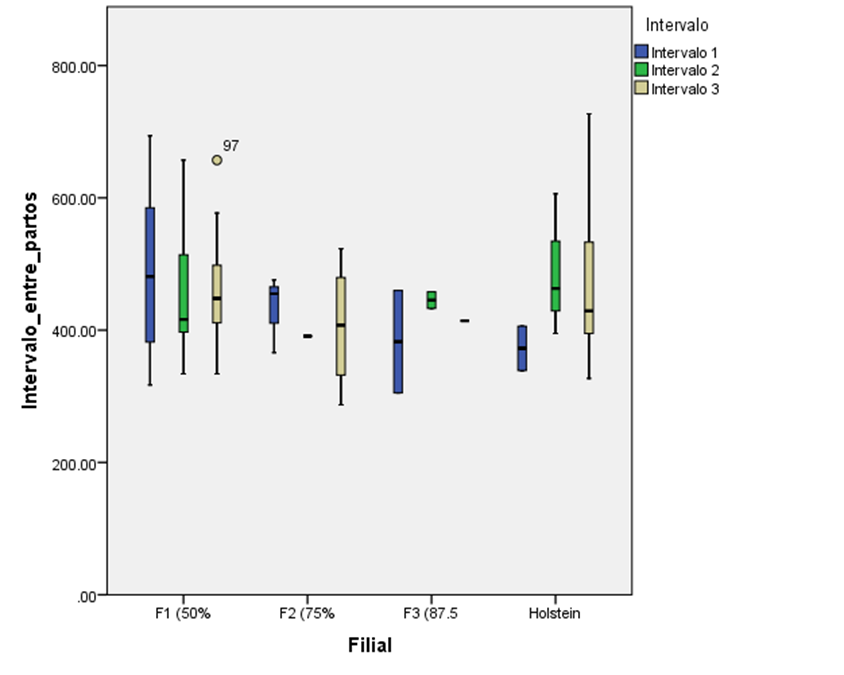 Intervalo
Intervalo 1
Intervalo 2
Intervalo 3
800.00
600.00
400.00
200.00
.00
97
Intervalo_entre_partos
F1 (50%
F2 (75%
F3 (87.5
Holstein
Filial